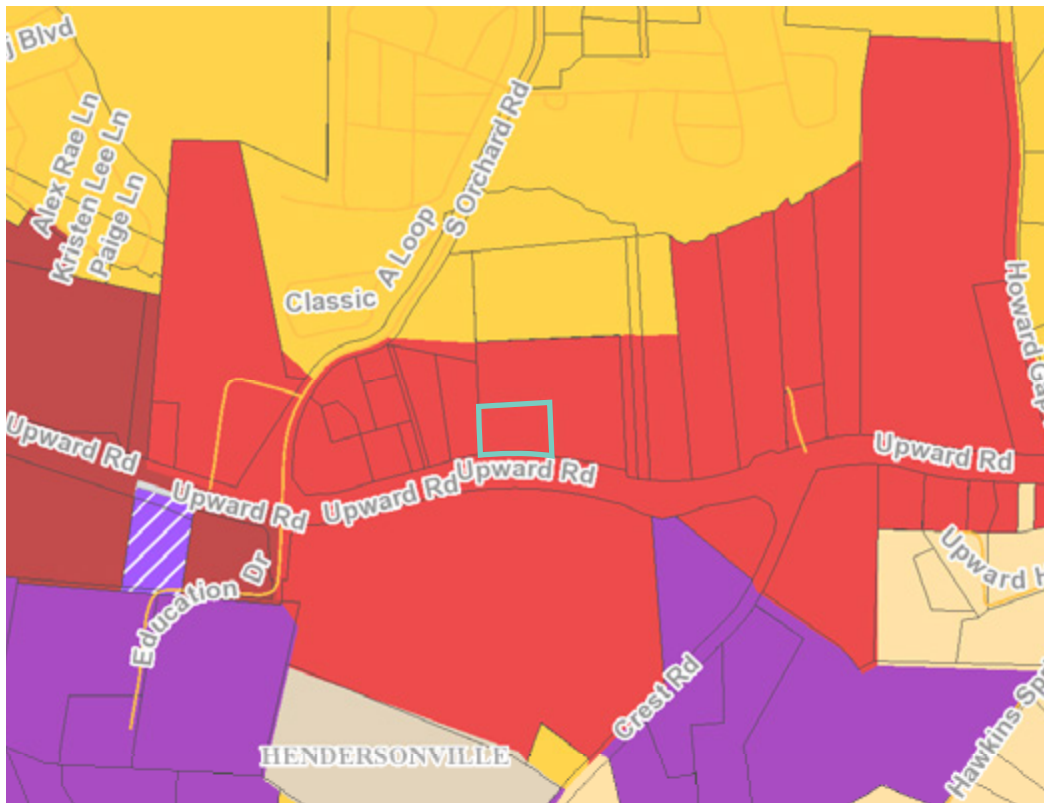 j Blvd
Alex Rae Ln
Kristen Lee Ln
Paige Ln
S Orchard Rd
A Loop
Classic
Howard Gap
Upward Rd
Upward Rd
Upward Rd
Upward Rd
Upward Rd
Education Dr
Upward H
Crest Rd
Hawkins Spr
HENDERSONVILLE